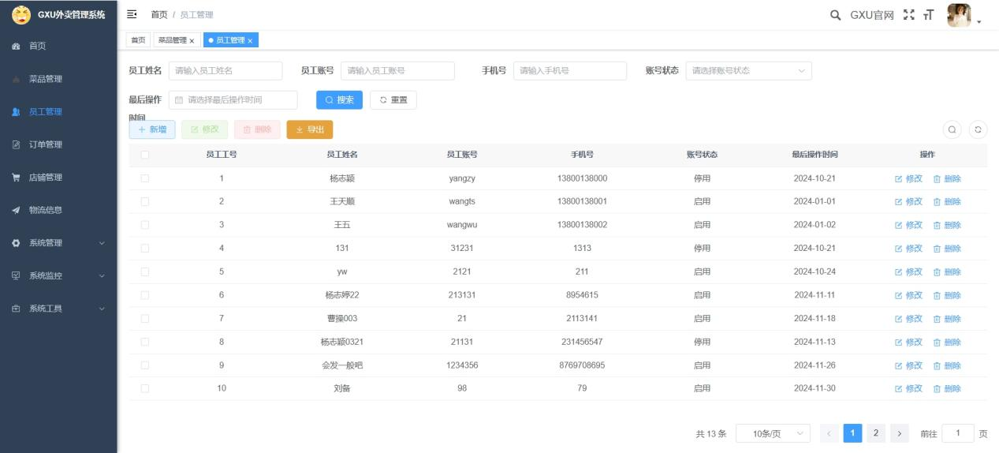 GXU外卖管理系统
首页
菜品管理
员工管理
订单管理
店铺管理
物流信息
系统管理
系统监控
系统工具
首页 / 员工管理
GXU官网
首页 菜品管理 × 员工管理 ×
员工姓名 请输入员工姓名 员工账号 请输入员工账号 手机号 请输入手机号 账号状态 请选择账号状态
最后操作 请选择最后操作时间 搜索 重置
时间
+ 新增 修改 删除 导出
员工工号 员工姓名 员工账号 手机号 账号状态 最后操作时间 操作
1 杨志颖 yangzy 13800138000 停用 2024-10-21 修改 删除
2 王天顺 wangts 13800138001 启用 2024-01-01 修改 删除
3 王五 wangwu 13800138002 启用 2024-01-02 修改 删除
4 131 31231 1313 停用 2024-10-21 修改 删除
5 yw 2121 211 启用 2024-10-24 修改 删除
6 杨志婷22 213131 8954615 启用 2024-11-11 修改 删除
7 曹操003 21 2113141 启用 2024-11-18 修改 删除
8 杨志颖0321 21131 231456547 停用 2024-11-13 修改 删除
9 会发一般吧 1234356 8769708695 启用 2024-11-26 修改 删除
10 刘备 98 79 启用 2024-11-30 修改 删除
共 13 条 10条/页 < 1 2 > 前往 1 页